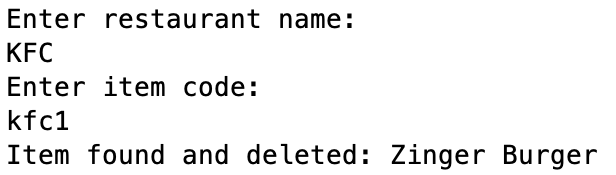 Enter restaurant name:
KFC
Enter item code:
kfc1
Item found and deleted: Zinger Burger